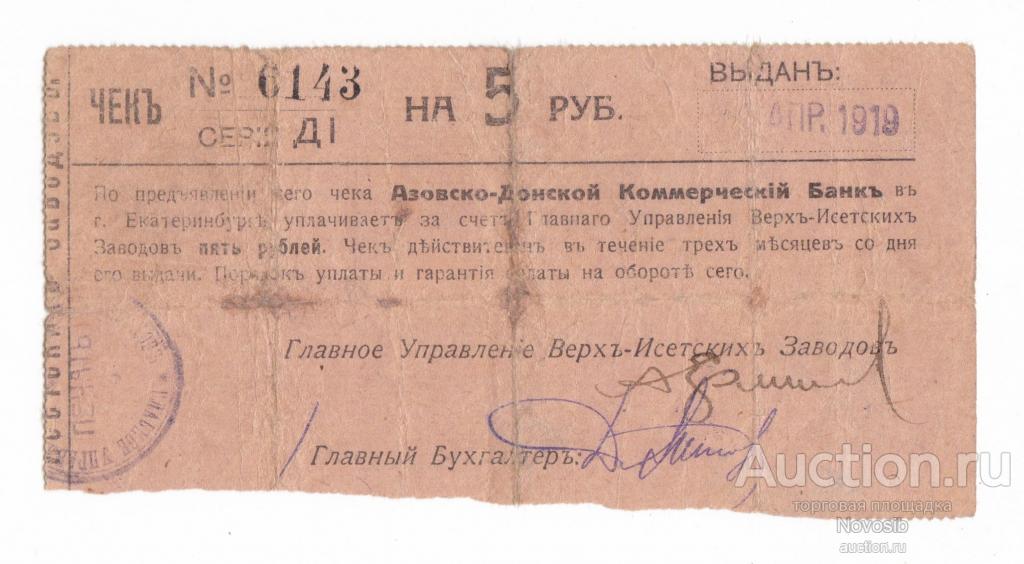 ЧЕКЪ № 6143 НА 5 РУБ. ВЫДАНЪ:
СЕРІЯ ДІ АПР. 1919
По предъявленіи сего чека Азовско-Донской Коммерческій Банкъ въ
г. Екатеринбургѣ уплачиваетъ за счетъ Главнаго Управленія Верхъ-Исетскихъ
Заводовъ пять рублей. Чекъ дѣйствителенъ въ теченіе трехъ мѣсяцевъ со дня
его выдачи. Порядокъ уплаты и гарантія оплаты на оборотѣ сего.
Главное Управленіе Верхъ-Исетскихъ Заводовъ
Главный Бухгалтеръ:
ПЕЧАТЬ
Auction.ru
торговая площадка
Novosib
auction.ru